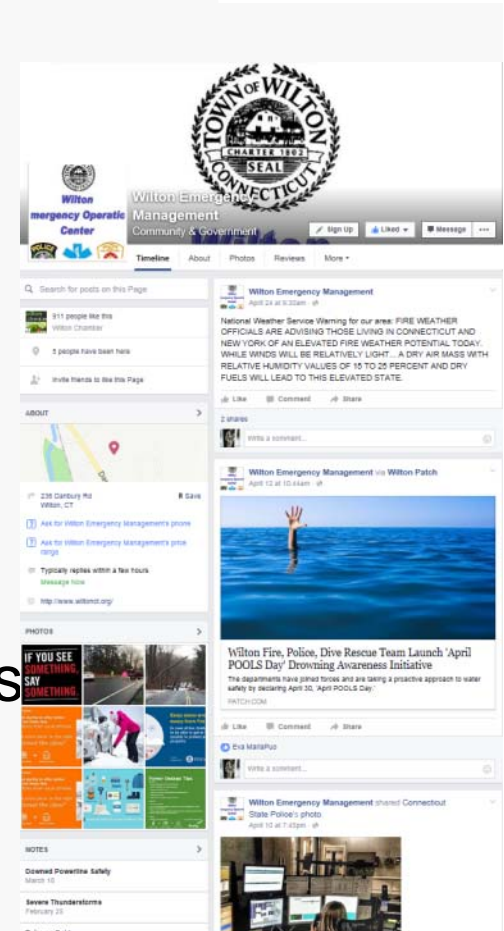 TOWN OF WILTON
CHARTER 1802
SEAL
CONNECTICUT
Wilton
mergency Operatic
Center
POLICE
Wilton Emergency
Management
Community & Government
Wilton
Sign Up
Liked
Message
Timeline About Photos Reviews More
Search for posts on this Page
911 people like this
Wilton Chamber
5 people have been here
Invite friends to like this Page
ABOUT
236 Danbury Rd
Wilton, CT
Save
Ask for Wilton Emergency Management's phone
Ask for Wilton Emergency Management's price
range
Typically replies within a few hours
Message Now
http://www.wiltonct.org/
PHOTOS
IF YOU SEE
SOMETHING
SAY
SOMETHING
S
NOTES
Downed Powerline Safety
March 10
Severe Thunderstorms
February 25
Wilton Emergency Management
April 24 at 9:30am
National Weather Service Warning for our area: FIRE WEATHER
OFFICIALS ARE ADVISING THOSE LIVING IN CONNECTICUT AND
NEW YORK OF AN ELEVATED FIRE WEATHER POTENTIAL TODAY.
WHILE WINDS WILL BE RELATIVELY LIGHT... A DRY AIR MASS WITH
RELATIVE HUMIDITY VALUES OF 15 TO 25 PERCENT AND DRY
FUELS WILL LEAD TO THIS ELEVATED STATE.
Like Comment Share
2 shares
Write a comment...
Wilton Emergency Management via Wilton Patch
April 12 at 10:44am
Wilton Fire, Police, Dive Rescue Team Launch 'April
POOLS Day' Drowning Awareness Initiative
The departments have joined forces and are taking a proactive approach to water
safety by declaring April 30, 'April POOLS Day.'
PATCH.COM
Like Comment Share
Eva MariaPuo
Write a comment...
Wilton Emergency Management shared Connecticut
State Police's photo
April 10 at 7:45pm